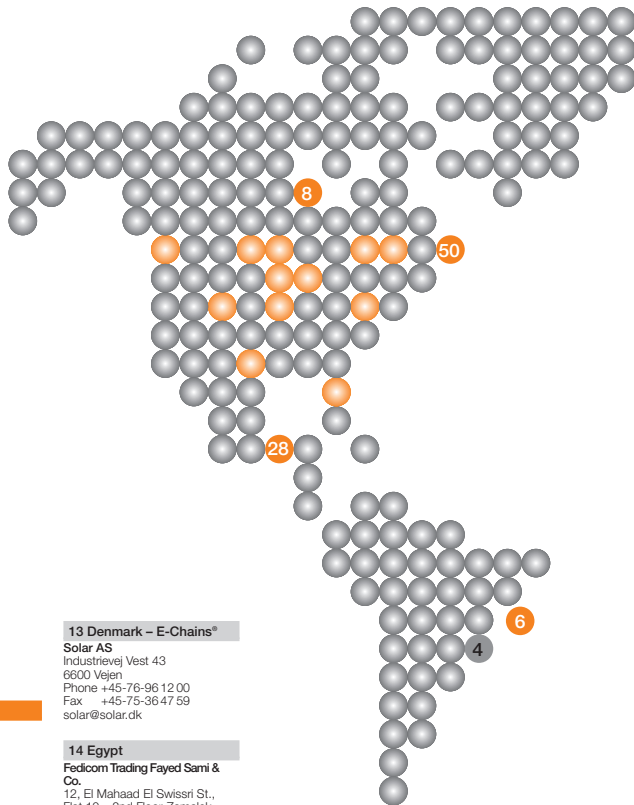 8
50
28
6
4
13 Denmark – E-Chains®
Solar AS
Industrievej Vest 43
6600 Vejen
Phone +45-76-96 12 00
Fax +45-75-36 47 59
solar@solar.dk
14 Egypt
Fedicom Trading Fayed Sami &
Co.
12, El Mahaad El Swissri St.,